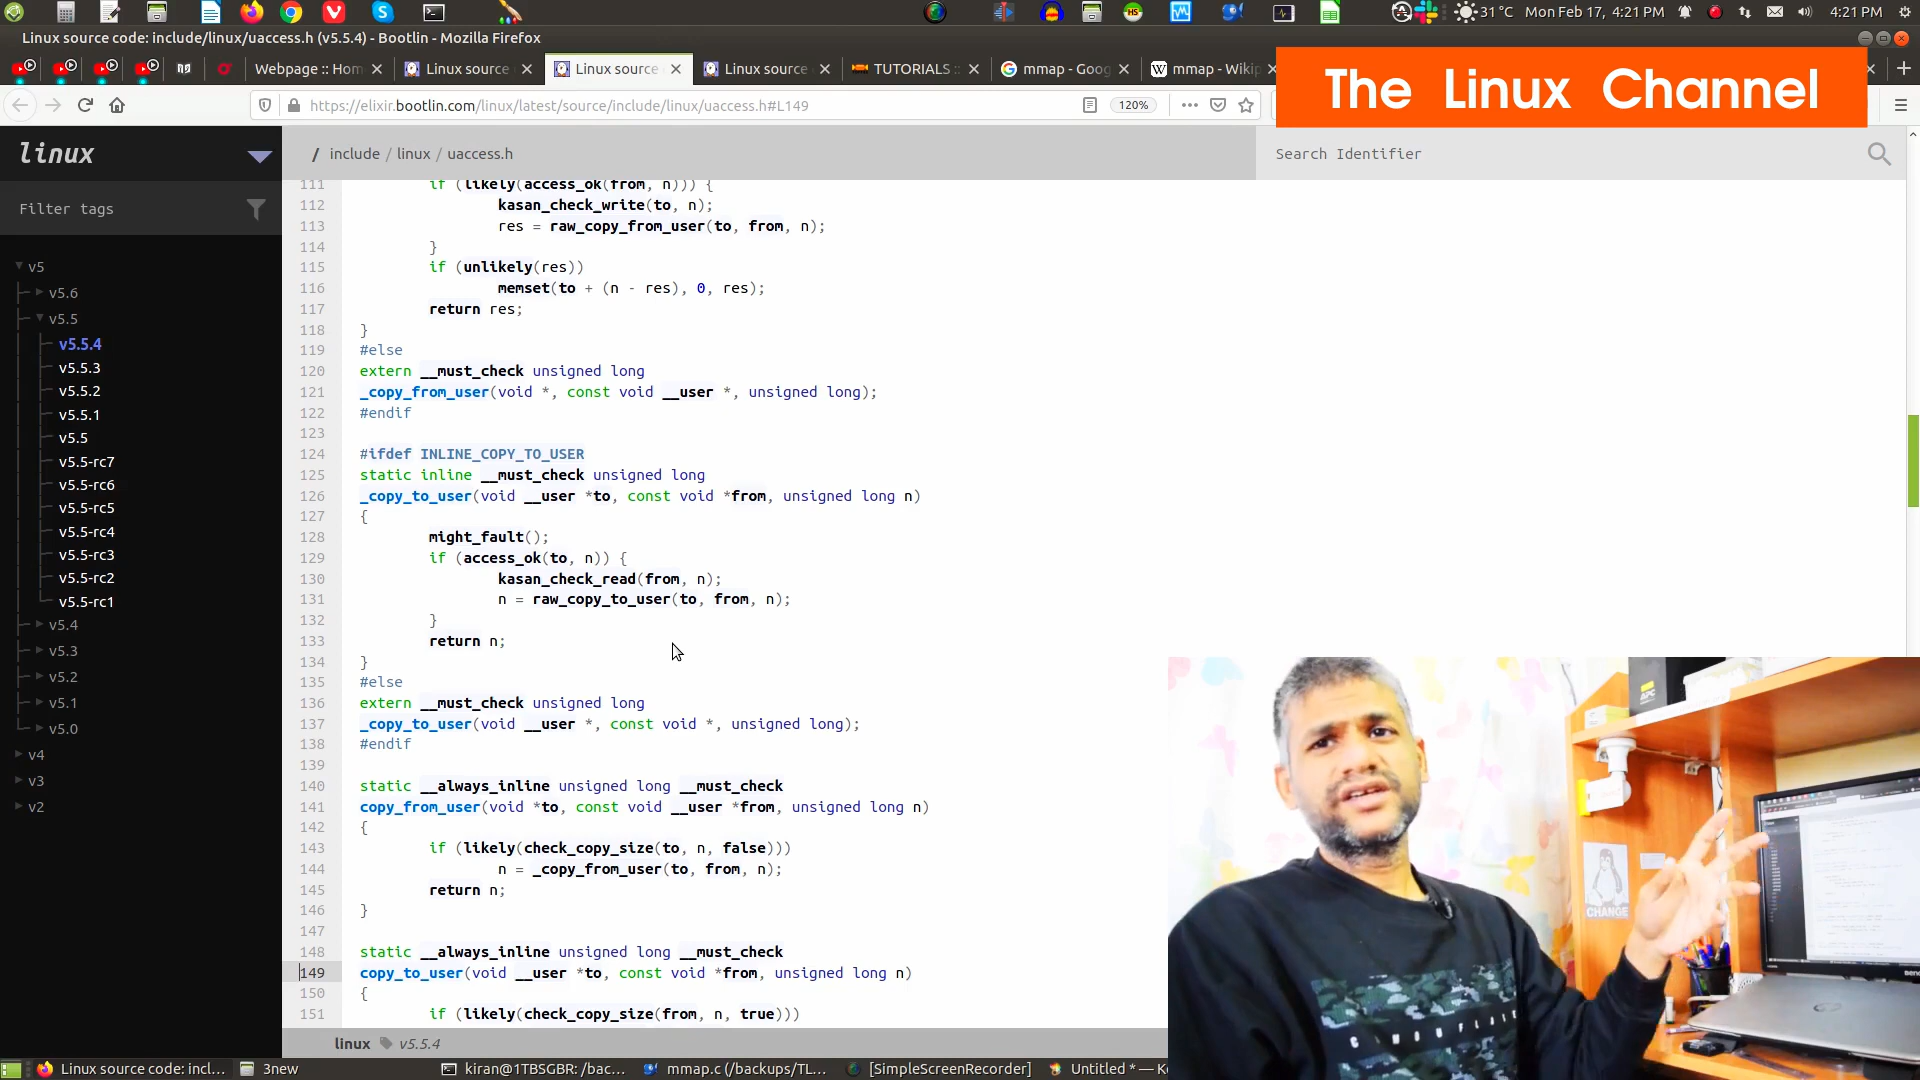 31 °C Mon Feb 17, 4:21 PM 4:21 PM
Linux source code: include/linux/uaccess.h (v5.5.4) - Bootlin - Mozilla Firefox
Webpage :: Hom Linux source Linux source Linux source TUTORIALS :: mmap - Goog mmap - Wikip
The Linux Channel
https://elixir.bootlin.com/linux/latest/source/include/linux/uaccess.h#L149 120%
linux / include / linux / uaccess.h Search Identifier
Filter tags
v5
v5.6
v5.5
v5.5.4
v5.5.3
v5.5.2
v5.5.1
v5.5
v5.5-rc7
v5.5-rc6
v5.5-rc5
v5.5-rc4
v5.5-rc3
v5.5-rc2
v5.5-rc1
v5.4
v5.3
v5.2
v5.1
v5.0
v4
v3
v2
111 if (likely(access_ok(from, n))) {
112 kasan_check_write(to, n);
113 res = raw_copy_from_user(to, from, n);
114 }
115 if (unlikely(res))
116 memset(to + (n - res), 0, res);
117 return res;
118 }
119 #else
120 extern __must_check unsigned long
121 _copy_from_user(void *, const void __user *, unsigned long);
122 #endif
123
124 #ifdef INLINE_COPY_TO_USER
125 static inline __must_check unsigned long
126 _copy_to_user(void __user *to, const void *from, unsigned long n)
127 {
128 might_fault();
129 if (access_ok(to, n)) {
130 kasan_check_read(from, n);
131 n = raw_copy_to_user(to, from, n);
132 }
133 return n;
134 }
135 #else
136 extern __must_check unsigned long
137 _copy_to_user(void __user *, const void *, unsigned long);
138 #endif
139
140 static __always_inline unsigned long __must_check
141 copy_from_user(void *to, const void __user *from, unsigned long n)
142 {
143 if (likely(check_copy_size(to, n, false)))
144 n = _copy_from_user(to, from, n);
145 return n;
146 }
147
148 static __always_inline unsigned long __must_check
149 copy_to_user(void __user *to, const void *from, unsigned long n)
150 {
151 if (likely(check_copy_size(from, n, true)))
linux v5.5.4
APC
CHANGE
Linux source code: incl... 3new kiran@1TBSGBR: /bac... mmap.c (/backups/TL... [SimpleScreenRecorder] Untitled * — K